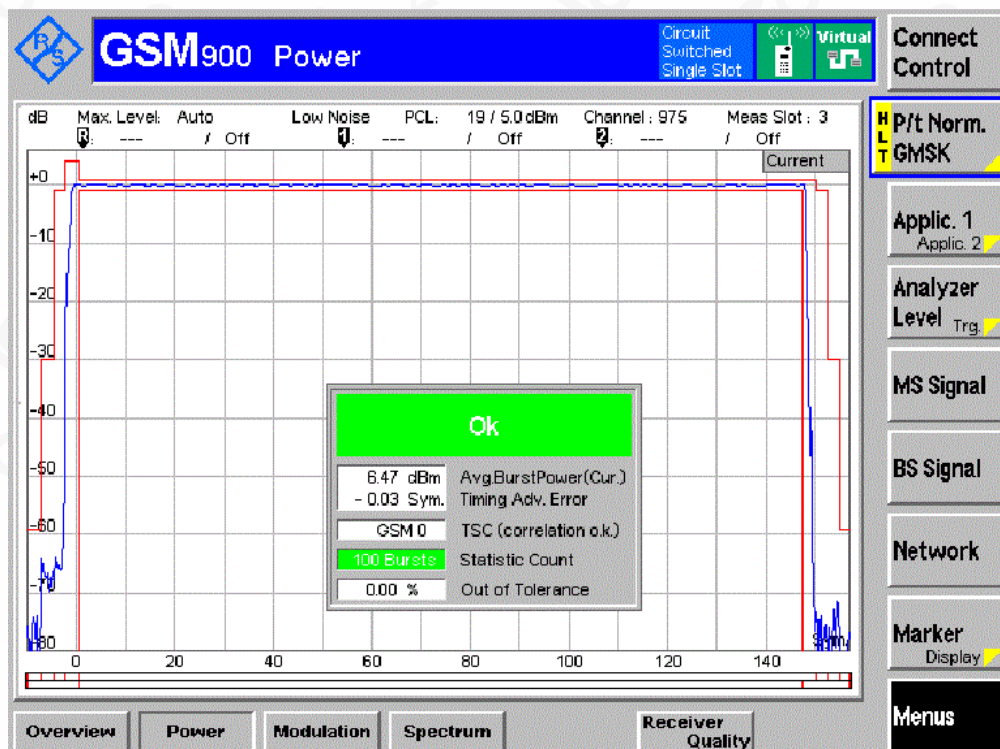 R/S
GSM900 Power
Circuit
Switched
Single Slot
Virtual
Connect
Control
dB Max. Level: Auto Low Noise PCL: 19 / 5.0 dBm Channel : 975 Meas Slot : 3
R : --- / Off 1 : --- / Off 2 : --- / Off
Current
H
L
T
P/t Norm.
GMSK
+0
-10
-20
-30
-40
-50
-60
-70
-80
Applic. 1
Applic. 2
Analyzer
Level Trg.
MS Signal
BS Signal
Network
Marker
Display
Menus
Ok
6.47 dBm Avg.BurstPower(Cur.)
- 0.03 Sym. Timing Adv. Error
GSM 0 TSC (correlation o.k.)
100 Bursts Statistic Count
0.00 % Out of Tolerance
Sym.
0 20 40 60 80 100 120 140
Overview Power Modulation Spectrum Receiver
Quality